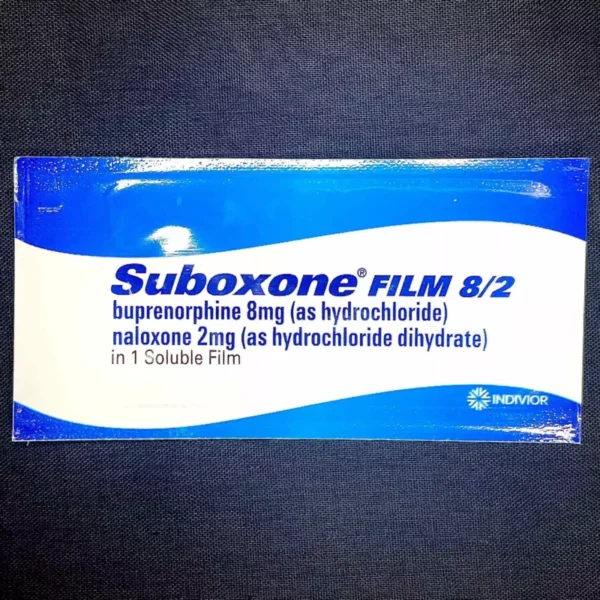 Suboxone® FILM 8/2
buprenorphine 8mg (as hydrochloride)
naloxone 2mg (as hydrochloride dihydrate)
in 1 Soluble Film
INDIVIOR